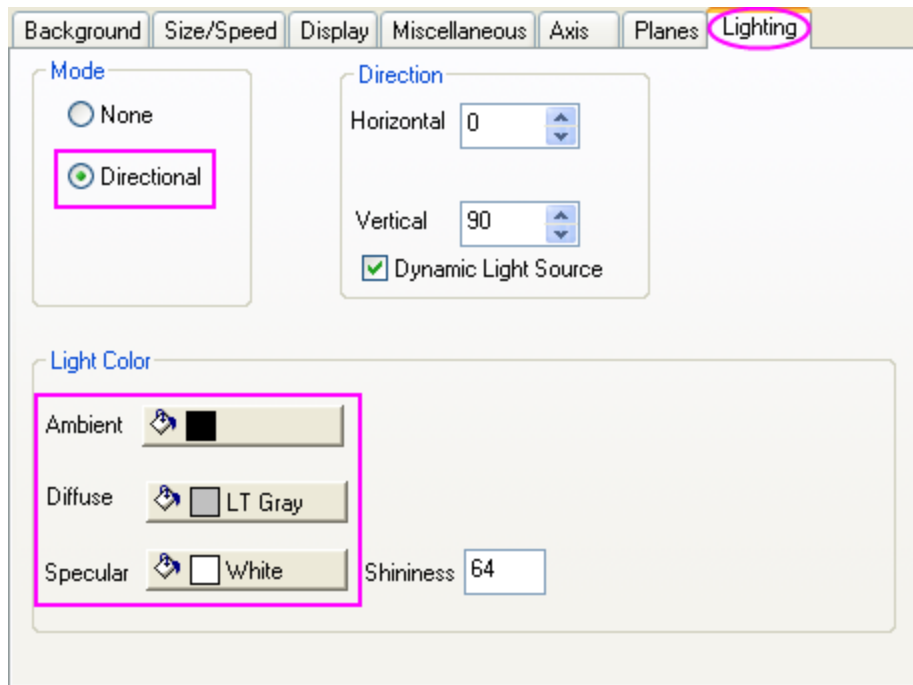 Background Size/Speed Display Miscellaneous Axis Planes Lighting
Mode
None
Directional
Direction
Horizontal 0
Vertical 90
Dynamic Light Source
Light Color
Ambient
Diffuse LT Gray
Specular White Shininess 64